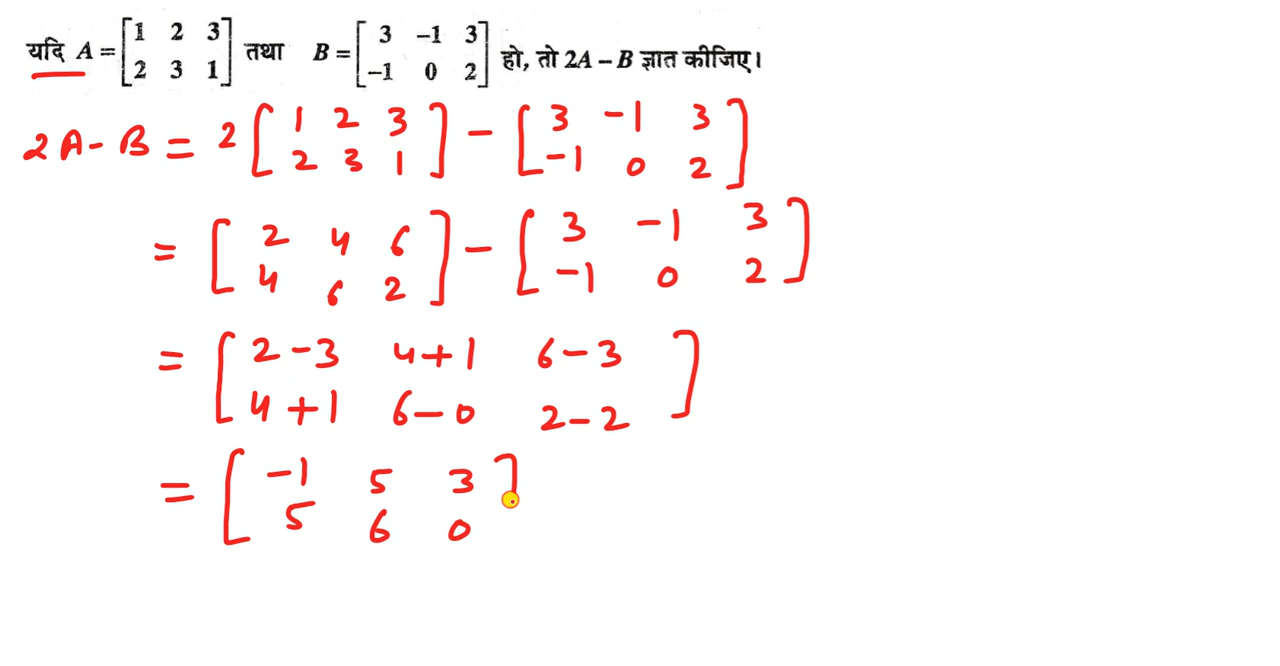 यदि A = [1 2 3; 2 3 1] तथा B = [3 -1 3; -1 0 2] हो, तो 2A – B ज्ञात कीजिए।
2A - B = 2 [1 2 3; 2 3 1] - [3 -1 3; -1 0 2]
= [2 4 6; 4 6 2] - [3 -1 3; -1 0 2]
= [2-3 4+1 6-3; 4+1 6-0 2-2]
= [-1 5 3; 5 6 0]